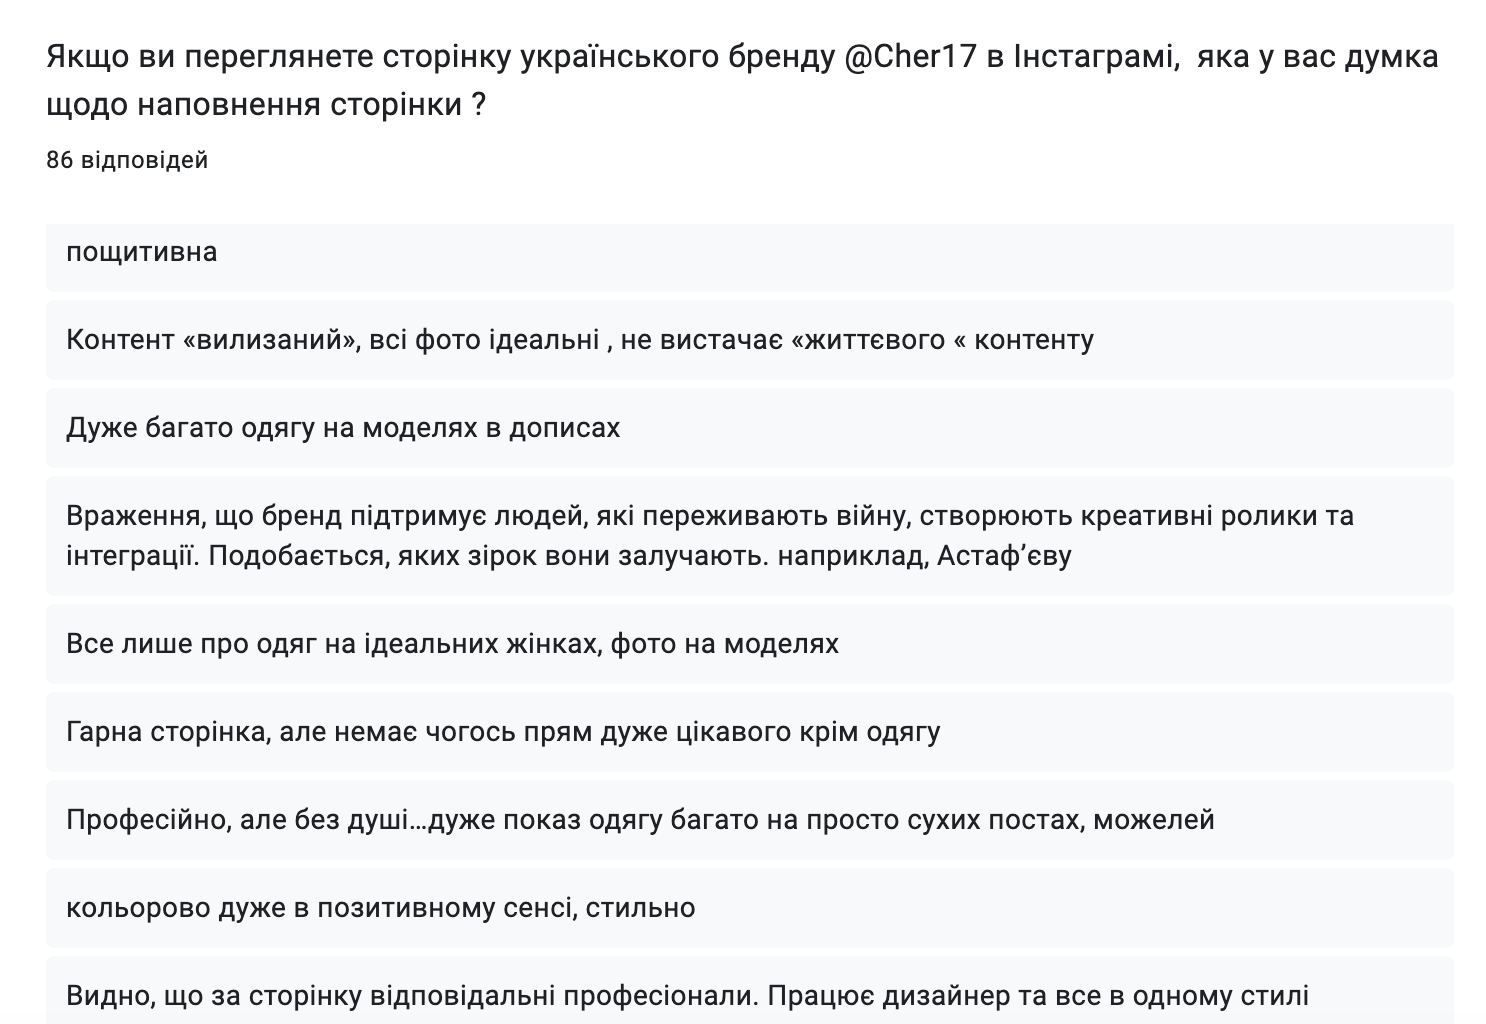 Якщо ви переглянете сторінку українського бренду @Cher17 в Інстаграмі,  яка у вас думка
щодо наповнення сторінки ?
86 відповідей
пощитивна
Контент «вилизаний», всі фото ідеальні , не вистачає «життєвого « контенту
Дуже багато одягу на моделях в дописах
Враження, що бренд підтримує людей, які переживають війну, створюють креативні ролики та
інтеграції. Подобається, яких зірок вони залучають. наприклад, Астаф’єву
Все лише про одяг на ідеальних жінках, фото на моделях
Гарна сторінка, але немає чогось прям дуже цікавого крім одягу
Професійно, але без душі…дуже показ одягу багато на просто сухих постах, можелей
кольорово дуже в позитивному сенсі, стильно
Видно, що за сторінку відповідальні професіонали. Працює дизайнер та все в одному стилі